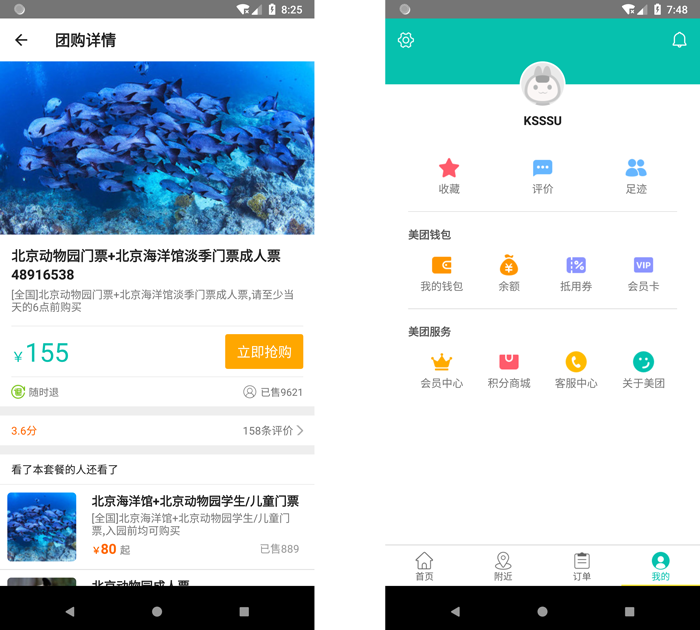 8:25
团购详情
北京动物园门票+北京海洋馆淡季门票成人票
48916538
[全国]北京动物园门票+北京海洋馆淡季门票成人票,请至少当
天的6点前购买
¥155
立即抢购
随时退
已售9621
3.6分
158条评价
看了本套餐的人还看了
北京海洋馆+北京动物园学生/儿童门票
[全国]北京海洋馆+北京动物园学生/儿童门
票,入园前均可购买
¥80 起
已售889
北京动物园成人票
7:48
KSSSU
收藏
评价
足迹
美团钱包
我的钱包
余额
抵用券
VIP
会员卡
美团服务
会员中心
积分商城
客服中心
关于美团
首页
附近
订单
我的